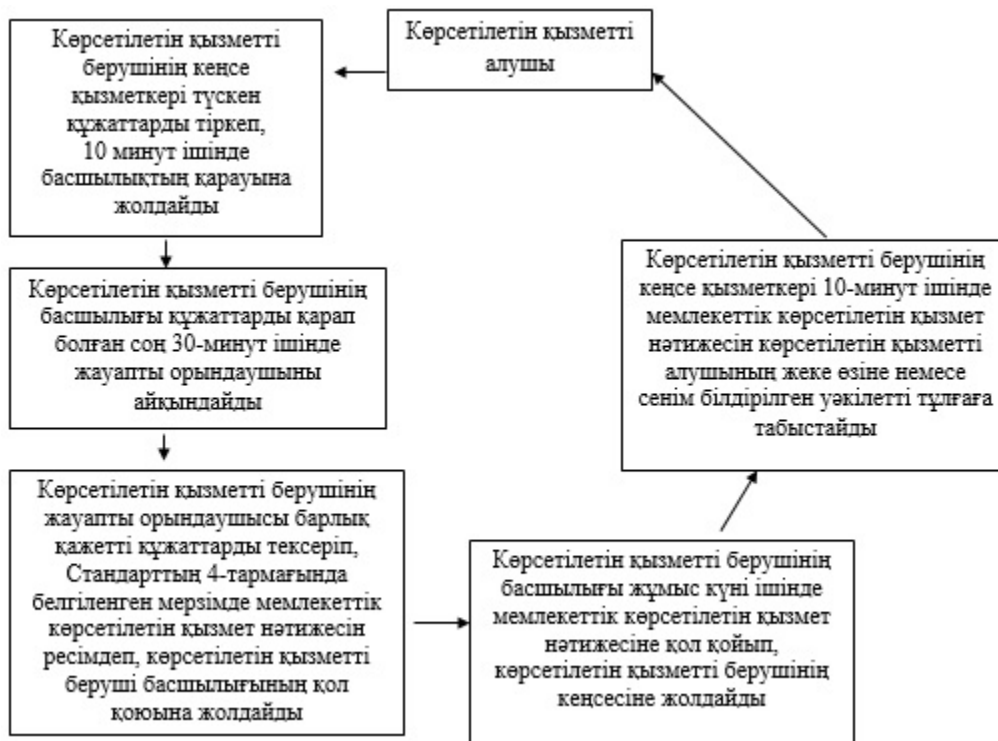 Көрсетілетін қызметті
алушы
Көрсетілетін қызметті
берушінің кеңсе
қызметкері түскен
құжаттарды тіркеп,
10 минут ішінде
басшылықтың қарауына
жолдайды
Көрсетілетін қызметті берушінің
басшылығы құжаттарды қарап
болған соң 30-минут ішінде
жауапты орындаушыны
айқындайды
Көрсетілетін қызметті берушінің
жауапты орындаушысы барлық
қажетті құжаттарды тексеріп,
Стандарттың 4-тармағында
белгіленген мерзімде мемлекеттік
көрсетілетін қызмет нәтижесін
ресімдеп, көрсетілетін қызметті
беруші басшылығының қол
қоюына жолдайды
Көрсетілетін қызметті берушінің
басшылығы жұмыс күні ішінде
мемлекеттік көрсетілетін қызмет
нәтижесіне қол қойып,
көрсетілетін қызметті берушінің
кеңсесіне жолдайды
Көрсетілетін қызметті берушінің
кеңсе қызметкері 10-минут ішінде
мемлекеттік көрсетілетін қызмет
нәтижесін көрсетілетін қызметті
алушының жеке өзіне немесе
сенім білдірілген уәкілетті тұлғаға
табыстайды